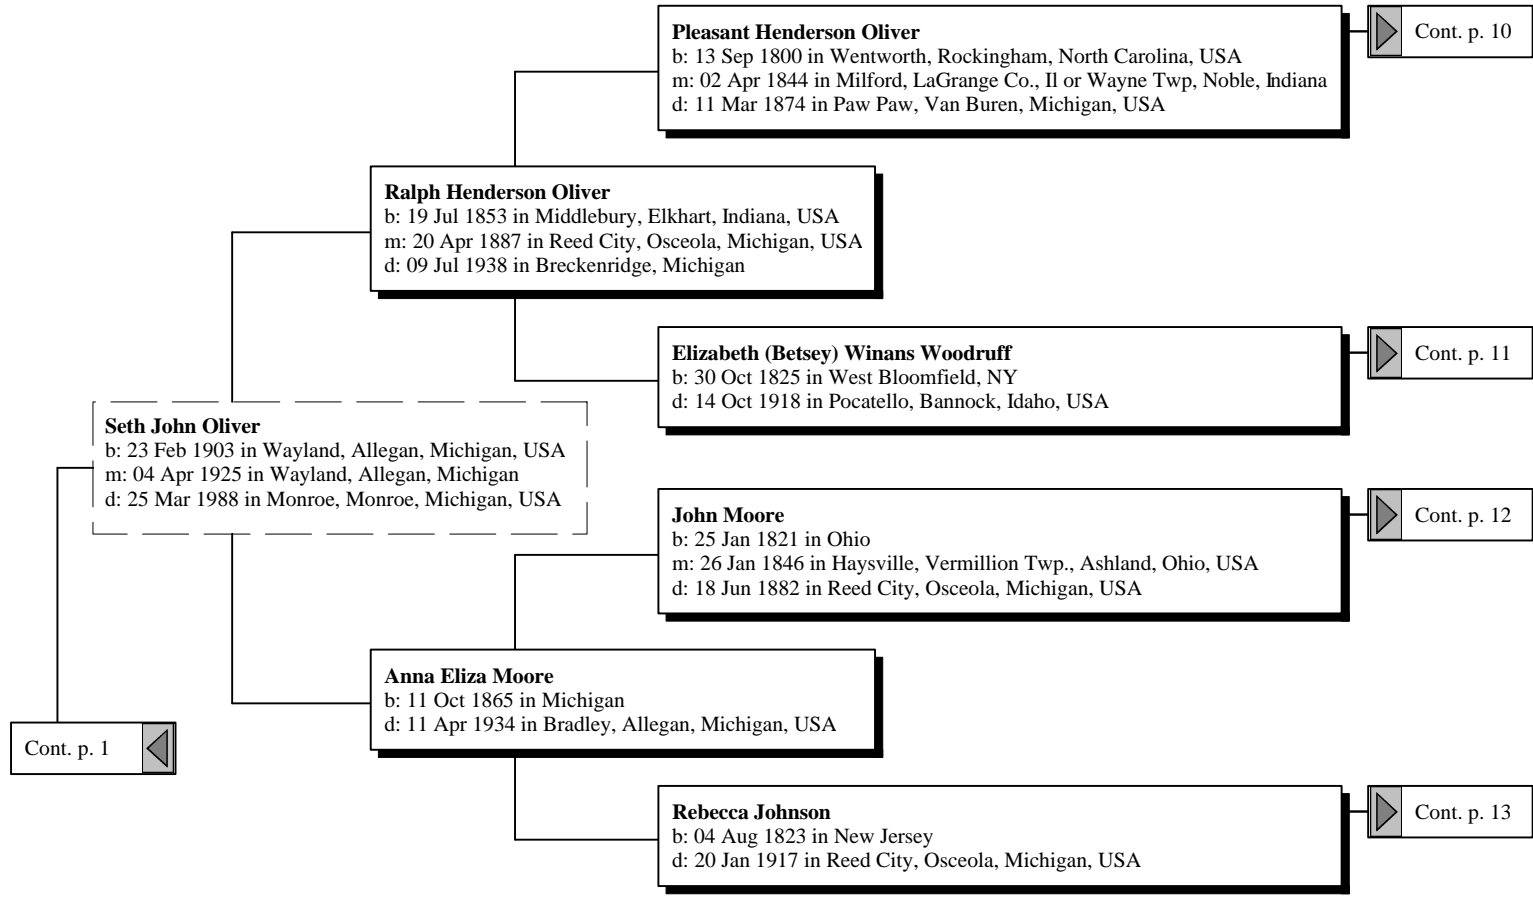 Pleasant Henderson Oliver
b: 13 Sep 1800 in Wentworth, Rockingham, North Carolina, USA
m: 02 Apr 1844 in Milford, LaGrange Co., Il or Wayne Twp, Noble, Indiana
d: 11 Mar 1874 in Paw Paw, Van Buren, Michigan, USA
Cont. p. 10
Ralph Henderson Oliver
b: 19 Jul 1853 in Middlebury, Elkhart, Indiana, USA
m: 20 Apr 1887 in Reed City, Osceola, Michigan, USA
d: 09 Jul 1938 in Breckenridge, Michigan
Elizabeth (Betsey) Winans Woodruff
b: 30 Oct 1825 in West Bloomfield, NY
d: 14 Oct 1918 in Pocatello, Bannock, Idaho, USA
Cont. p. 11
Seth John Oliver
b: 23 Feb 1903 in Wayland, Allegan, Michigan, USA
m: 04 Apr 1925 in Wayland, Allegan, Michigan
d: 25 Mar 1988 in Monroe, Monroe, Michigan, USA
John Moore
b: 25 Jan 1821 in Ohio
m: 26 Jan 1846 in Haysville, Vermillion Twp., Ashland, Ohio, USA
d: 18 Jun 1882 in Reed City, Osceola, Michigan, USA
Cont. p. 12
Anna Eliza Moore
b: 11 Oct 1865 in Michigan
d: 11 Apr 1934 in Bradley, Allegan, Michigan, USA
Cont. p. 1
Rebecca Johnson
b: 04 Aug 1823 in New Jersey
d: 20 Jan 1917 in Reed City, Osceola, Michigan, USA
Cont. p. 13